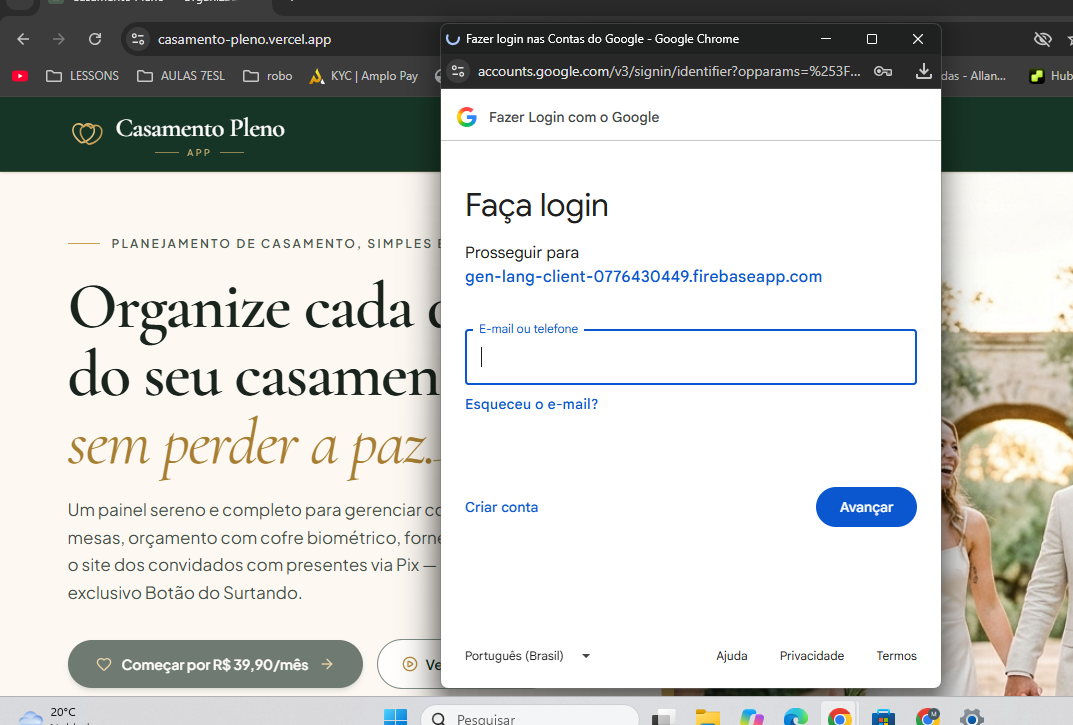 casamento-pleno.vercel.app
LESSONS
AULAS 7ESL
robo
KYC | Amplo Pay
das - Allan...
Hub
Fazer login nas Contas do Google - Google Chrome
accounts.google.com/v3/signin/identifier?opparams=%253F...
Fazer Login com o Google
Casamento Pleno
APP
Faça login
Prosseguir para
gen-lang-client-0776430449.firebaseapp.com
E-mail ou telefone
Esqueceu o e-mail?
Criar conta
Avançar
Português (Brasil)
Ajuda
Privacidade
Termos
PLANEJAMENTO DE CASAMENTO, SIMPLES
Organize cada
do seu casamen
sem perder a paz.
Um painel sereno e completo para gerenciar
mesas, orçamento com cofre biométrico, forne
o site dos convidados com presentes via Pix —
exclusivo Botão do Surtando.
Começar por R$ 39,90/mês
Ve
20°C
Pesquisar